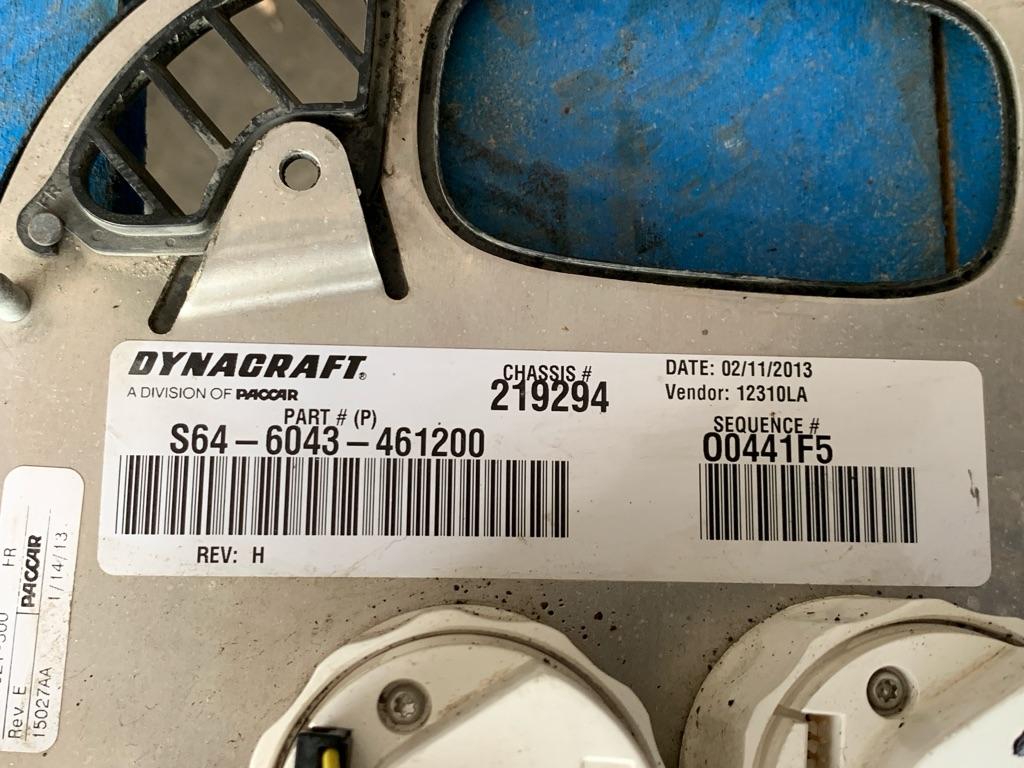 DYNACRAFT®
A DIVISION OF PACCAR
CHASSIS #
219294
DATE: 02/11/2013
Vendor: 12310LA
PART # (P)
S64-6043-461200
SEQUENCE #
00441F5
REV: H
FR
Rev. E PACCAR
15027AA 1/14/13